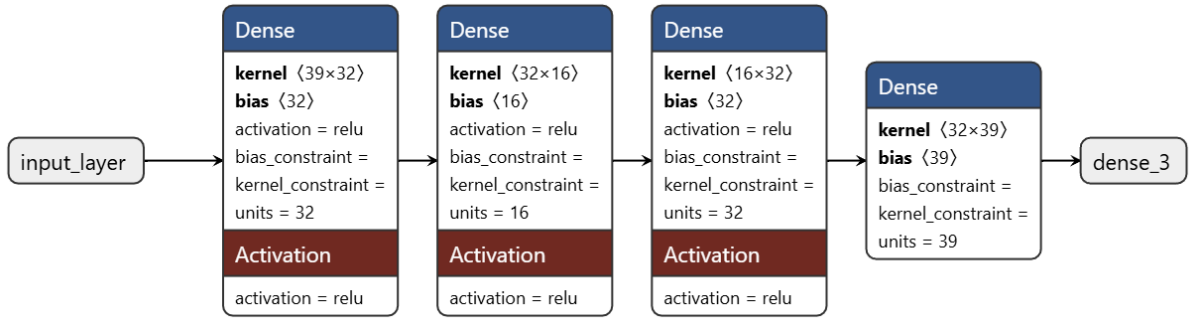 input_layer
Dense
kernel 〈39×32〉
bias 〈32〉
activation = relu
bias_constraint =
kernel_constraint =
units = 32
Activation
activation = relu
Dense
kernel 〈32×16〉
bias 〈16〉
activation = relu
bias_constraint =
kernel_constraint =
units = 16
Activation
activation = relu
Dense
kernel 〈16×32〉
bias 〈32〉
activation = relu
bias_constraint =
kernel_constraint =
units = 32
Activation
activation = relu
Dense
kernel 〈32×39〉
bias 〈39〉
bias_constraint =
kernel_constraint =
units = 39
dense_3